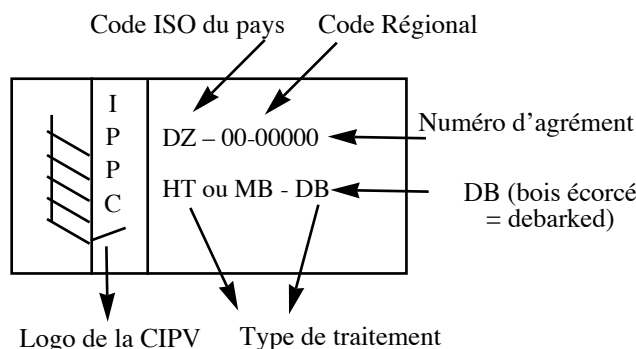 Code ISO du pays
Code Régional
I
P
P
C
DZ – 00-00000
Numéro d’agrément
HT ou MB - DB
DB (bois écorcé
= debarked)
Logo de la CIPV
Type de traitement